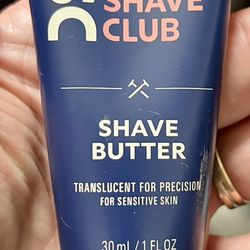 SHAVE
CLUB
SHAVE
BUTTER
TRANSLUCENT FOR PRECISION
FOR SENSITIVE SKIN
30 mL / 1 FL OZ